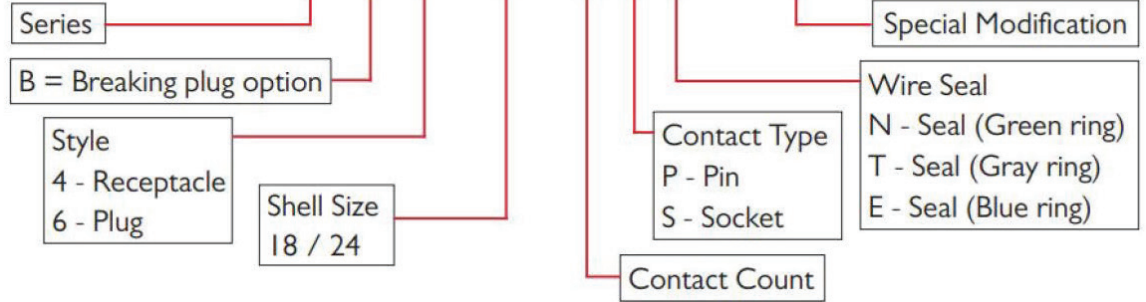 Series
B = Breaking plug option
Style
4 - Receptacle
6 - Plug
Shell Size
18 / 24
Contact Count
Contact Type
P - Pin
S - Socket
Special Modification
Wire Seal
N - Seal (Green ring)
T - Seal (Gray ring)
E - Seal (Blue ring)